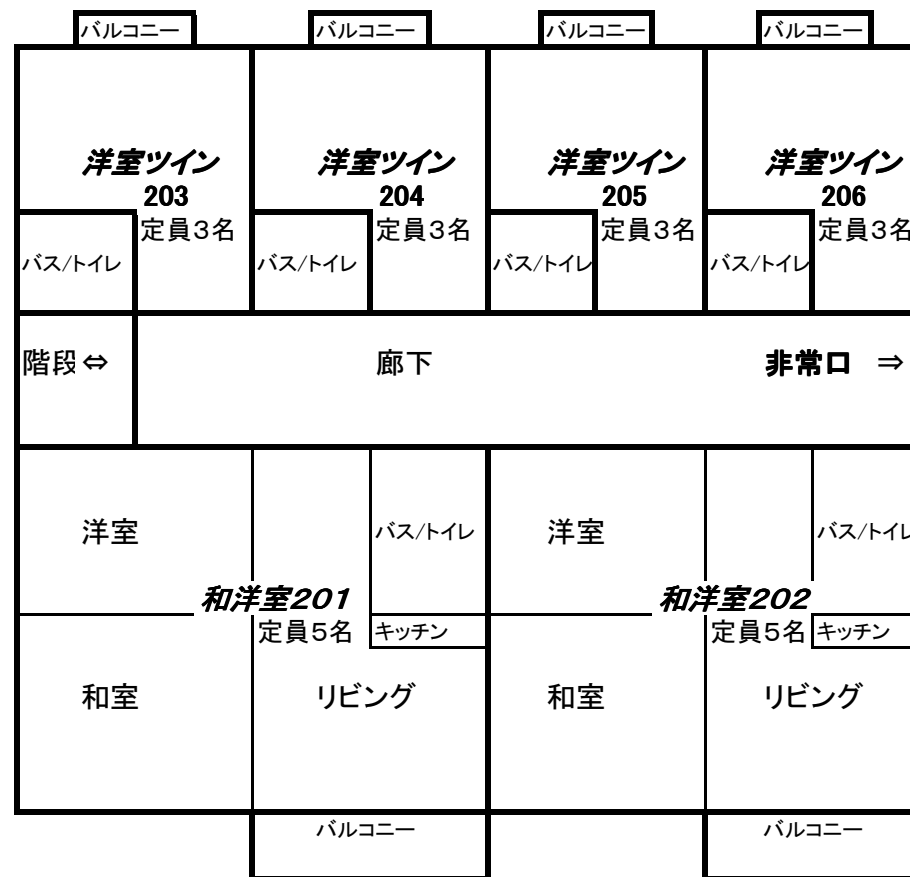 バルコニー バルコニー バルコニー バルコニー
洋室ツイン 洋室ツイン 洋室ツイン 洋室ツイン
203 204 205 206
定員3名 定員3名 定員3名 定員3名
バス/トイレ バス/トイレ バス/トイレ バス/トイレ
階段⇔ 廊下 非常口 ⇒
洋室 バス/トイレ 洋室 バス/トイレ
和洋室201 和洋室202
定員5名 キッチン 定員5名 キッチン
和室 リビング 和室 リビング
バルコニー バルコニー